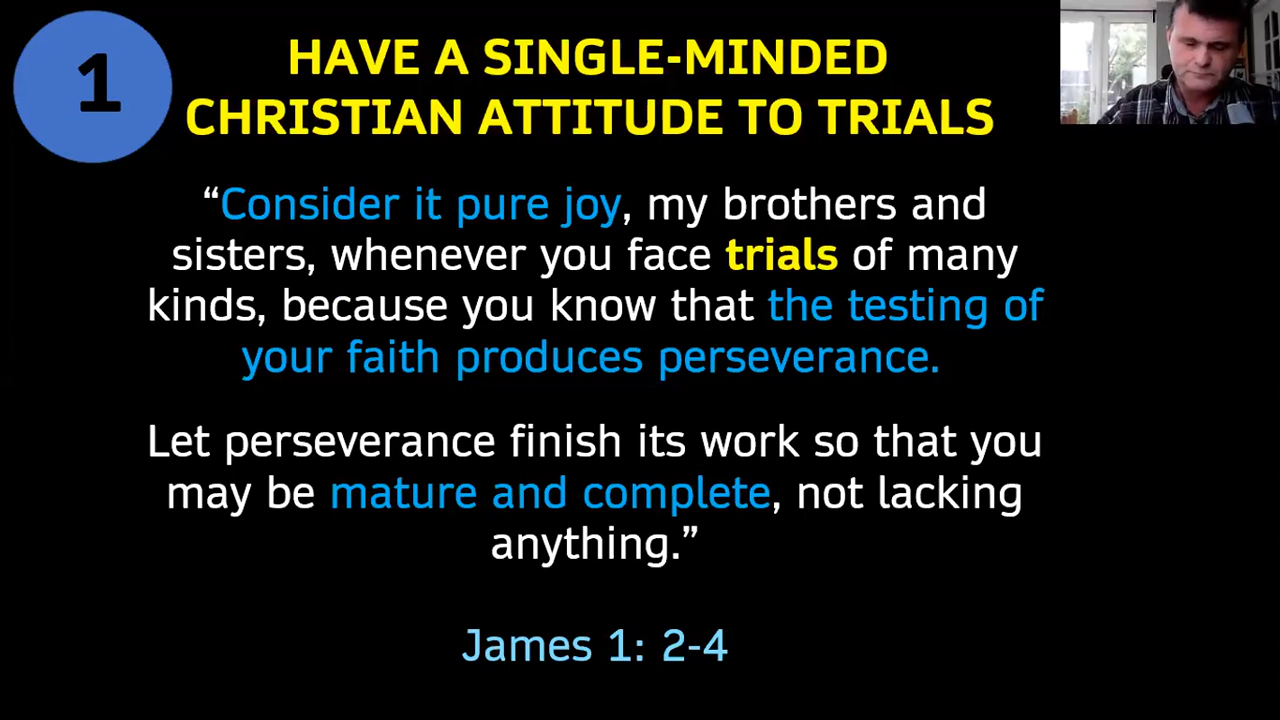 1
HAVE A SINGLE-MINDED
CHRISTIAN ATTITUDE TO TRIALS
“Consider it pure joy, my brothers and
sisters, whenever you face trials of many
kinds, because you know that the testing of
your faith produces perseverance.
Let perseverance finish its work so that you
may be mature and complete, not lacking
anything.”
James 1: 2-4